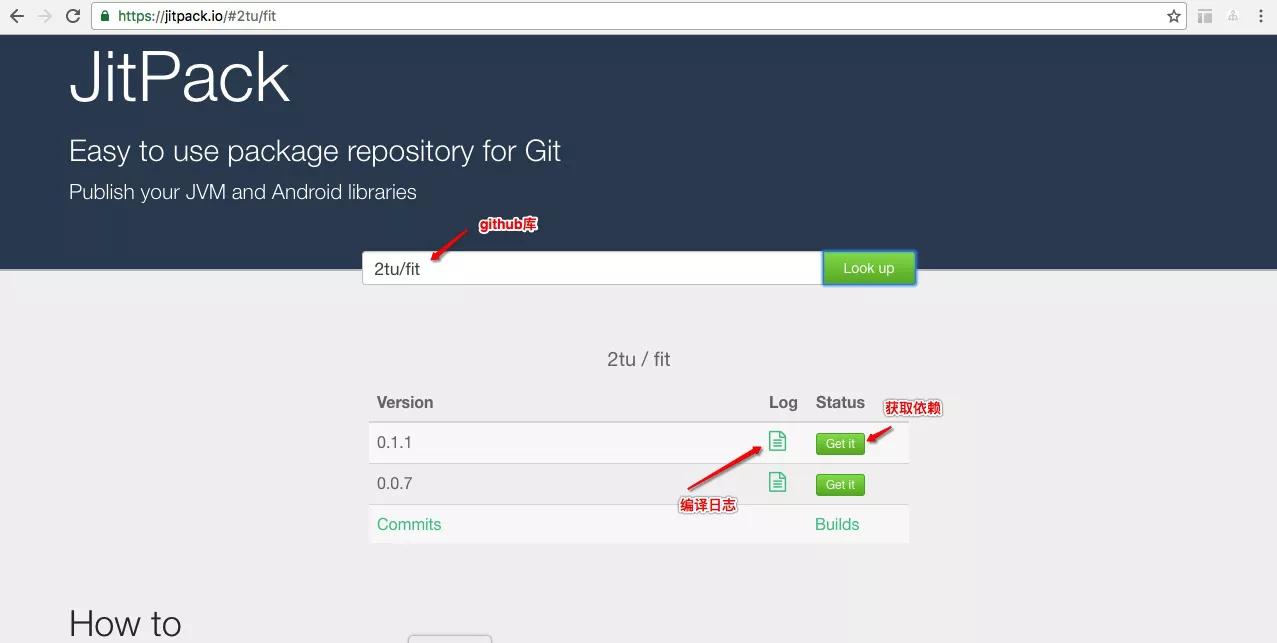 https://jitpack.io/#2tu/fit
JitPack
Easy to use package repository for Git
Publish your JVM and Android libraries
github库
2tu/fit
Look up
2tu / fit
Version
Log
Status
获取依赖
0.1.1
Get it
编译日志
0.0.7
Get it
Commits
Builds
How to